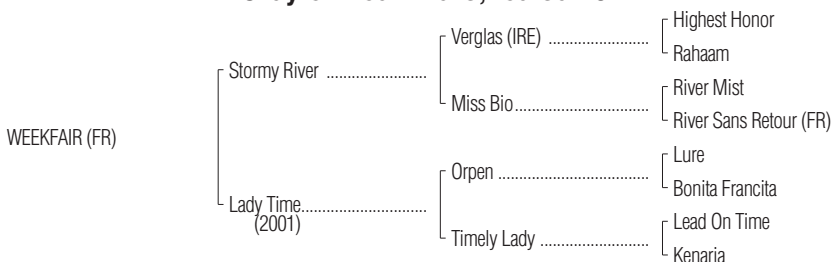 Verglas (IRE) ........................
Highest Honor
Rahaam
Stormy River ........................
Miss Bio................................
River Mist
River Sans Retour (FR)
WEEKFAIR (FR)
Orpen ....................................
Lure
Bonita Francita
Lady Time..............................
(2001)
Timely Lady ..........................
Lead On Time
Kenaria